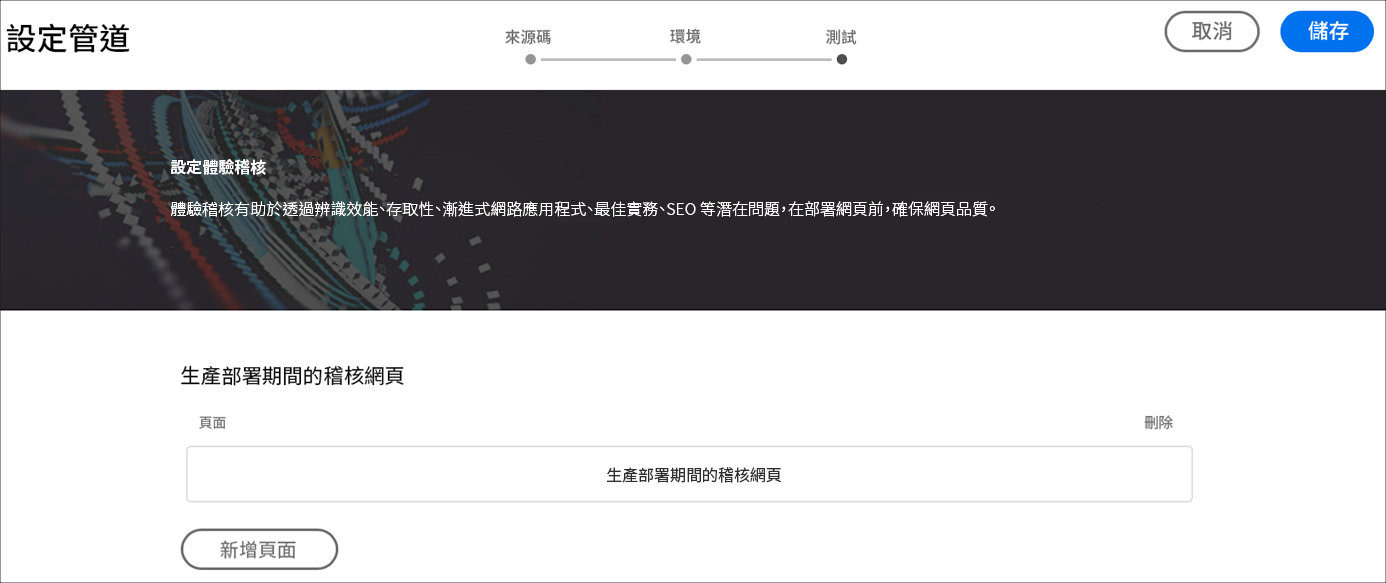 設定管道
來源碼
環境
測試
取消
儲存
設定體驗稽核
體驗稽核有助於透過辨識效能、存取性、漸進式網路應用程式、最佳實務、SEO 等潛在問題，在部署網頁前，確保網頁品質。
生產部署期間的稽核網頁
頁面
刪除
生產部署期間的稽核網頁
新增頁面